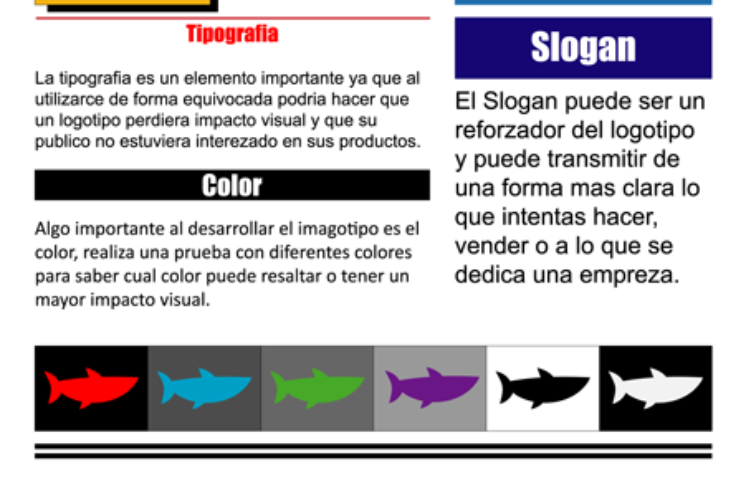 Tipografia
La tipografia es un elemento importante ya que al
utilizarce de forma equivocada podria hacer que
un logotipo perdiera impacto visual y que su
publico no estuviera interezado en sus productos.
Color
Algo importante al desarrollar el imagotipo es el
color, realiza una prueba con diferentes colores
para saber cual color puede resaltar o tener un
mayor impacto visual.
Slogan
El Slogan puede ser un
reforzador del logotipo
y puede transmitir de
una forma mas clara lo
que intentas hacer,
vender o a lo que se
dedica una empreza.